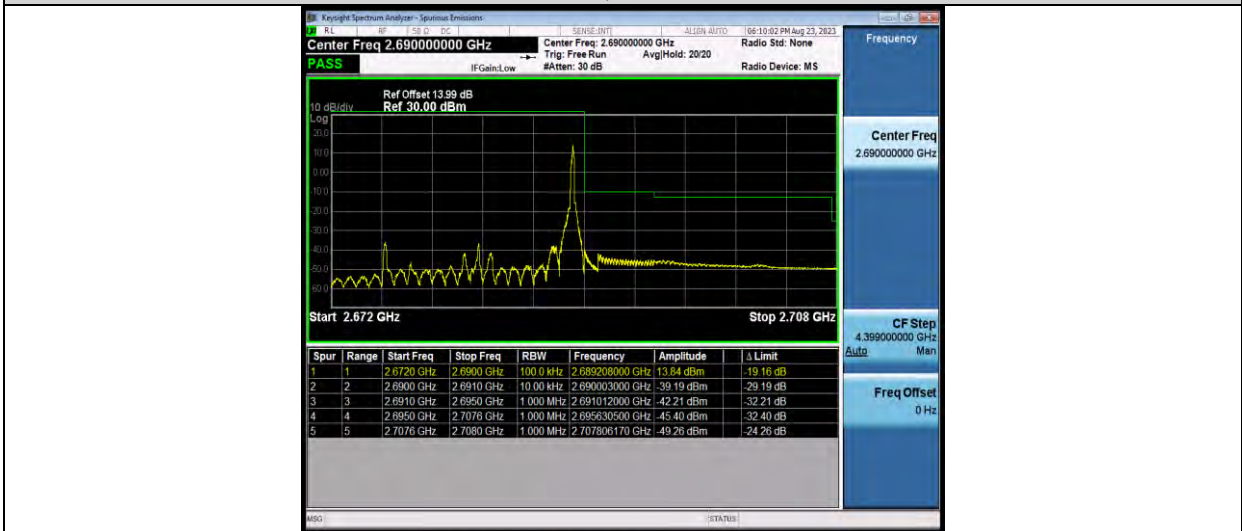 Keysight Spectrum Analyzer - Spurious Emissions
RL RF 50 Ω DC SENSE:INT ALIGN AUTO 06:10:02 PM Aug 23, 2023
Center Freq 2.690000000 GHz Center Freq: 2.690000000 GHz Radio Std: None
Trig: Free Run Avg|Hold: 20/20
PASS IFGain:Low #Atten: 30 dB Radio Device: MS
Frequency
Ref Offset 13.99 dB
10 dB/div Ref 30.00 dBm
Log
20.0
10.0
0.00
-10.0
-20.0
-30.0
-40.0
-50.0
-60.0
Start 2.672 GHz Stop 2.708 GHz
Center Freq
2.690000000 GHz
CF Step
4.399000000 GHz
Auto Man
Freq Offset
0 Hz
Spur Range Start Freq Stop Freq RBW Frequency Amplitude Δ Limit
1 1 2.6720 GHz 2.6900 GHz 100.0 kHz 2.689208000 GHz 13.84 dBm -19.16 dB
2 2 2.6900 GHz 2.6910 GHz 10.00 kHz 2.690003000 GHz -39.19 dBm -29.19 dB
3 3 2.6910 GHz 2.6950 GHz 1.000 MHz 2.691012000 GHz -42.21 dBm -32.21 dB
4 4 2.6950 GHz 2.7076 GHz 1.000 MHz 2.695630500 GHz -45.40 dBm -32.40 dB
5 5 2.7076 GHz 2.7080 GHz 1.000 MHz 2.707806170 GHz -49.26 dBm -24.26 dB
MSG STATUS